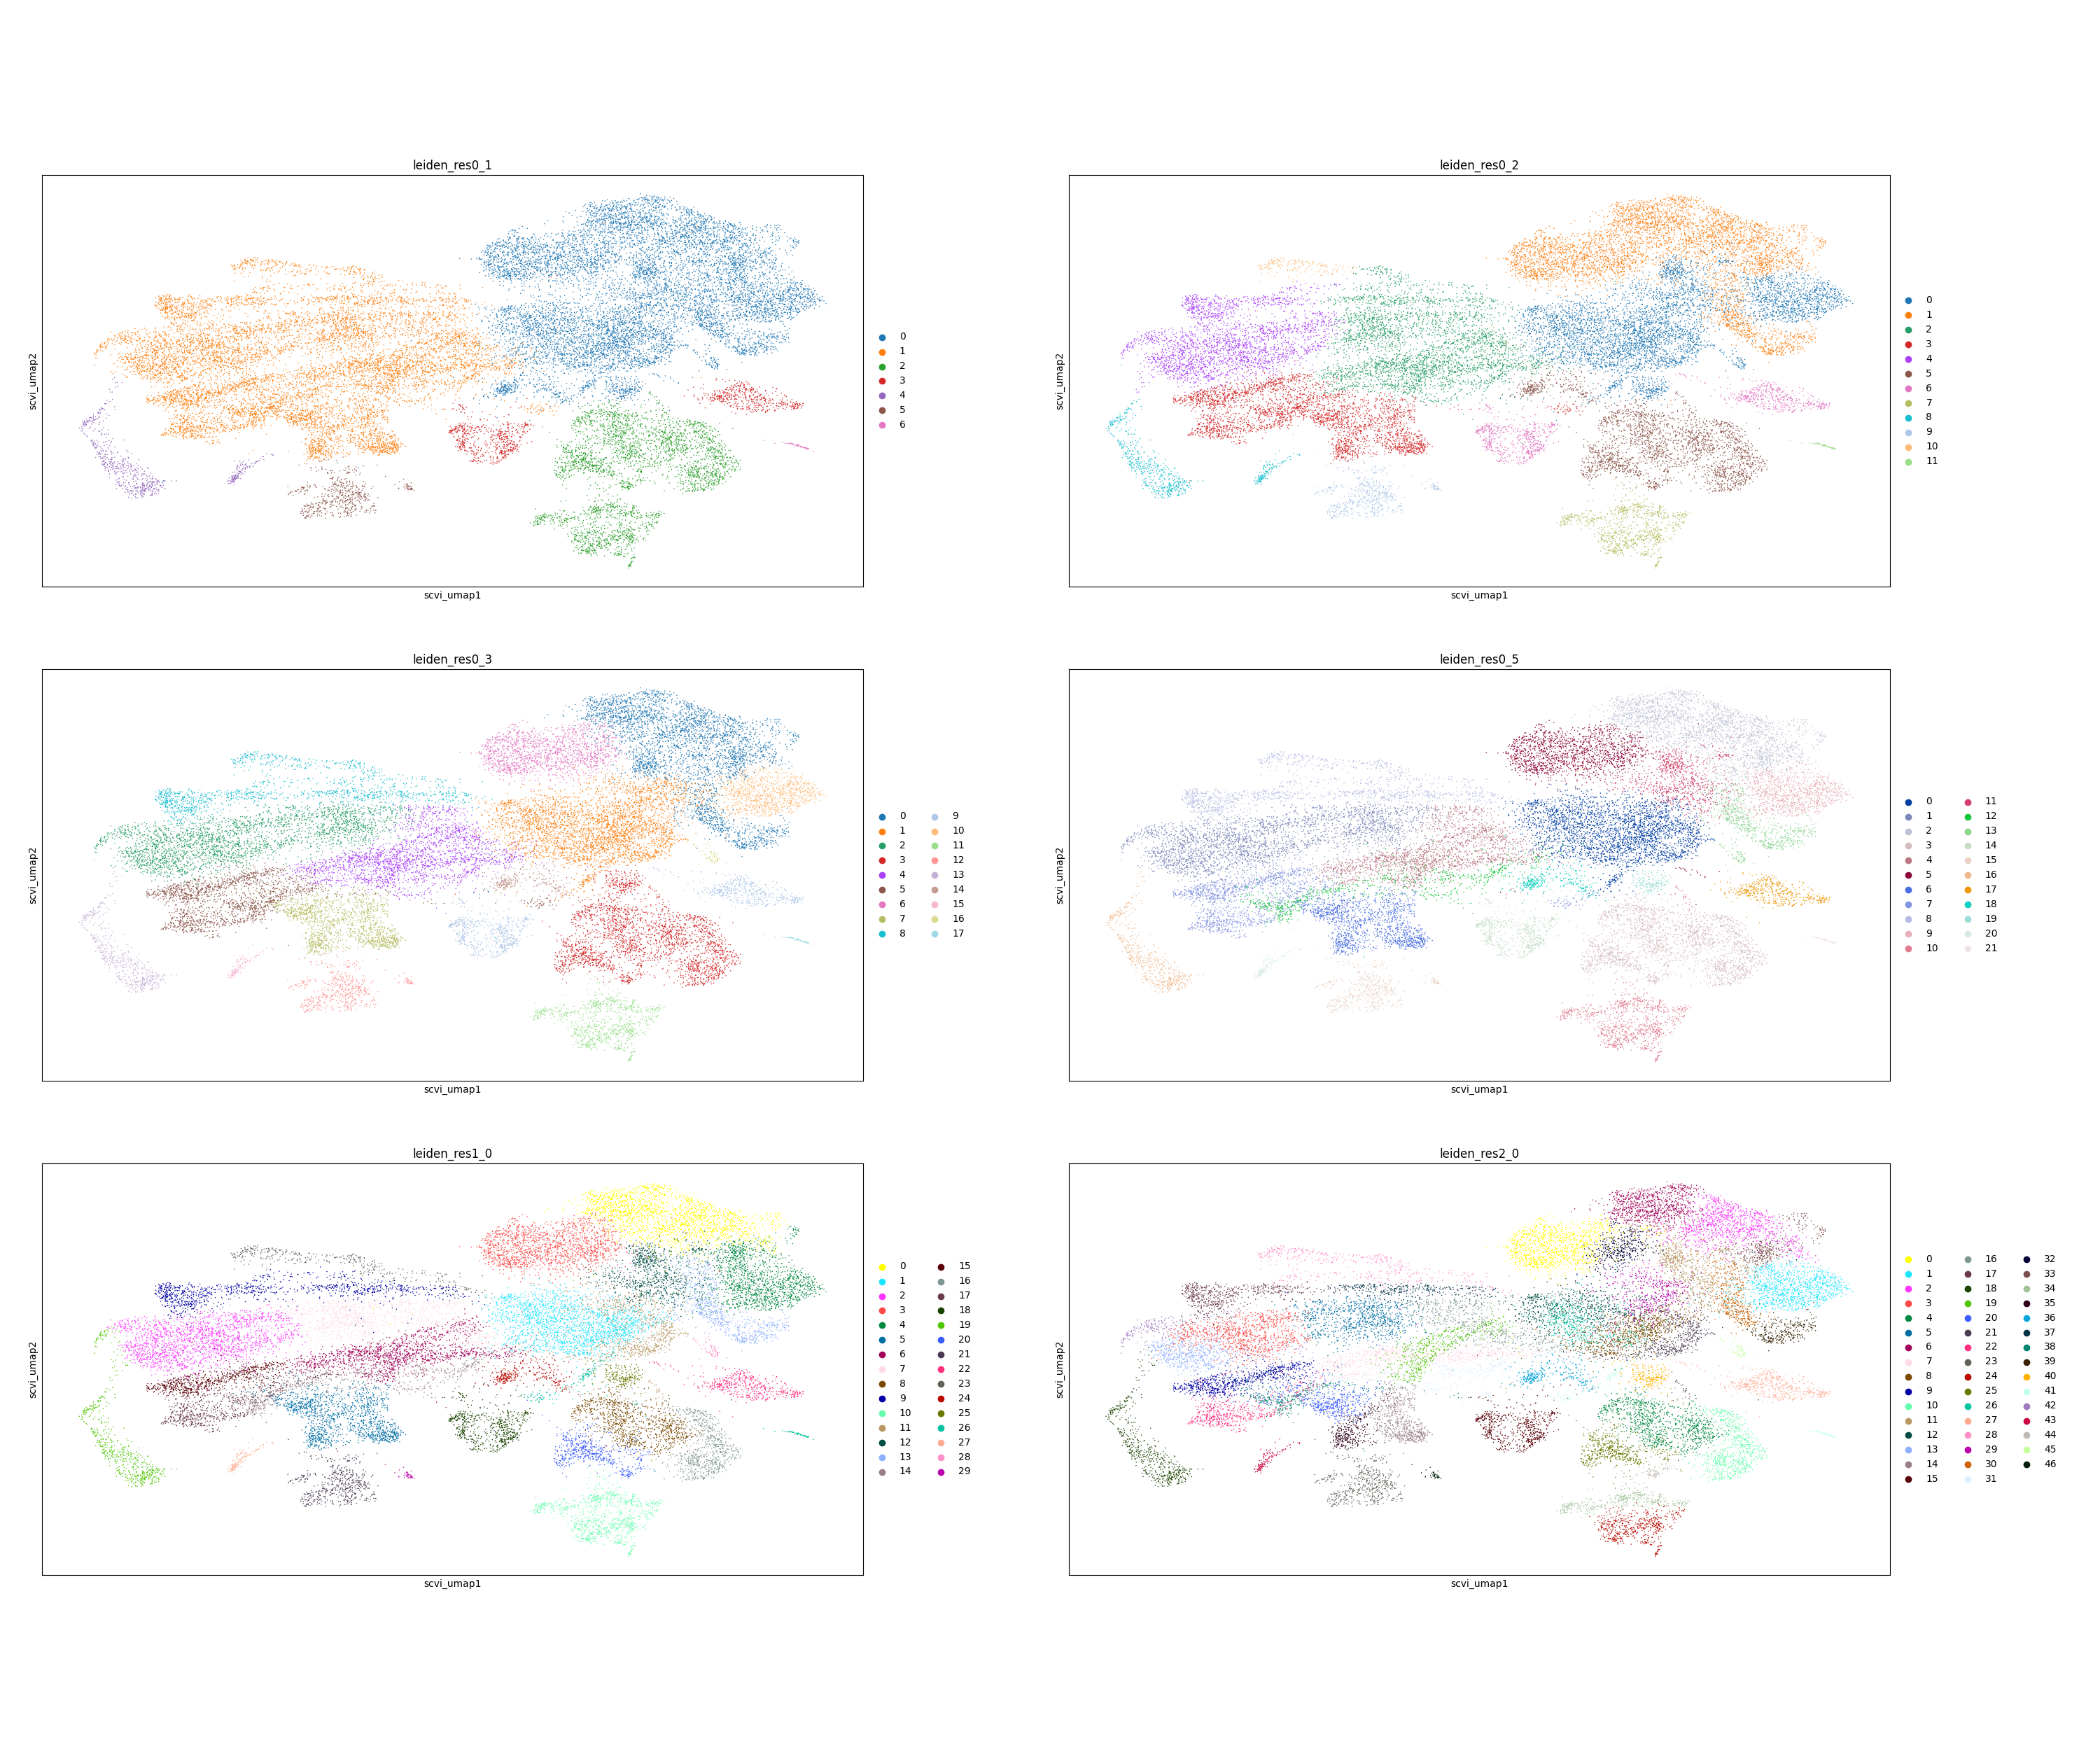 leiden_res0_1
scvi_umap2
scvi_umap1
0
1
2
3
4
5
6
leiden_res0_2
scvi_umap2
scvi_umap1
0
1
2
3
4
5
6
7
8
9
10
11
leiden_res0_3
scvi_umap2
scvi_umap1
0 9
1 10
2 11
3 12
4 13
5 14
6 15
7 16
8 17
leiden_res0_5
scvi_umap2
scvi_umap1
0 11
1 12
2 13
3 14
4 15
5 16
6 17
7 18
8 19
9 20
10 21
leiden_res1_0
scvi_umap2
scvi_umap1
0 15
1 16
2 17
3 18
4 19
5 20
6 21
7 22
8 23
9 24
10 25
11 26
12 27
13 28
14 29
leiden_res2_0
scvi_umap2
scvi_umap1
0 16 32
1 17 33
2 18 34
3 19 35
4 20 36
5 21 37
6 22 38
7 23 39
8 24 40
9 25 41
10 26 42
11 27 43
12 28 44
13 29 45
14 30 46
15 31